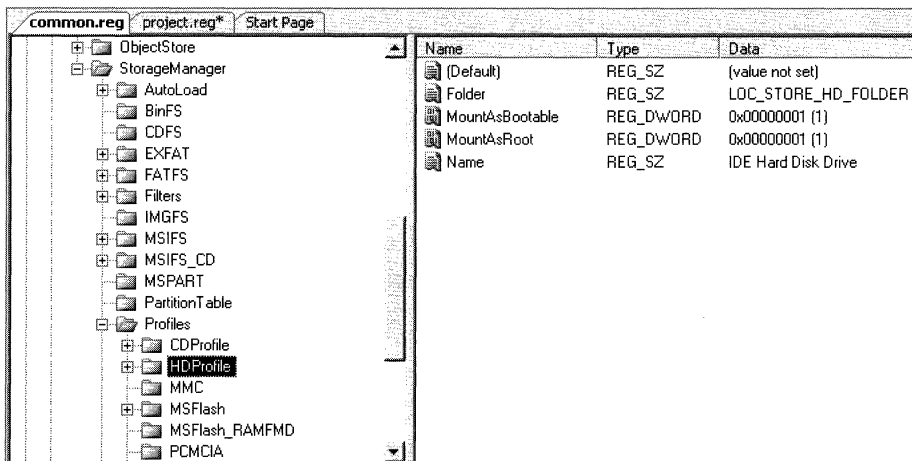 common.reg project.reg* Start Page
ObjectStore
StorageManager
AutoLoad
BinFS
CDFS
EXFAT
FATFS
Filters
IMGFS
MSIFS
MSIFS_CD
MSPART
PartitionTable
Profiles
CDProfile
HDProfile
MMC
MSFlash
MSFlash_RAMFMD
PCMCIA
Name Type Data
(Default) REG_SZ (value not set)
Folder REG_SZ LOC_STORE_HD_FOLDER
MountAsBootable REG_DWORD 0x00000001 (1)
MountAsRoot REG_DWORD 0x00000001 (1)
Name REG_SZ IDE Hard Disk Drive